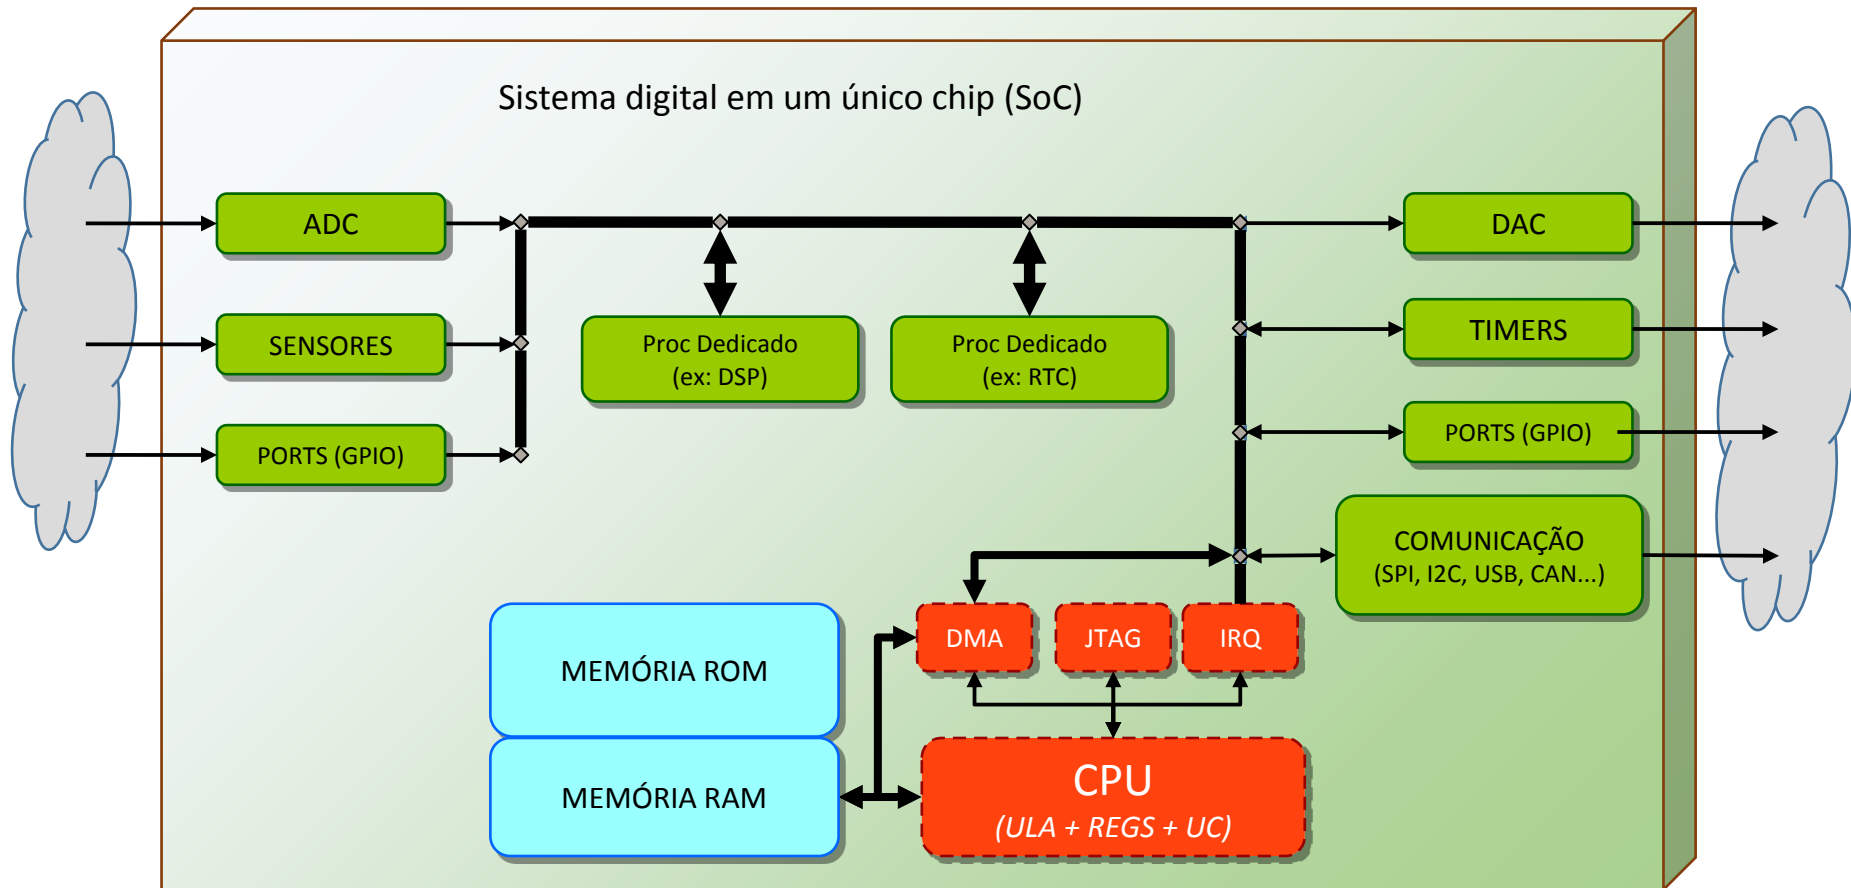 Sistema digital em um único chip (SoC)
ADC
DAC
SENSORES
Proc Dedicado
(ex: DSP)
Proc Dedicado
(ex: RTC)
TIMERS
PORTS (GPIO)
PORTS (GPIO)
COMUNICAÇÃO
(SPI, I2C, USB, CAN...)
MEMÓRIA ROM
DMA
JTAG
IRQ
MEMÓRIA RAM
CPU
(ULA + REGS + UC)